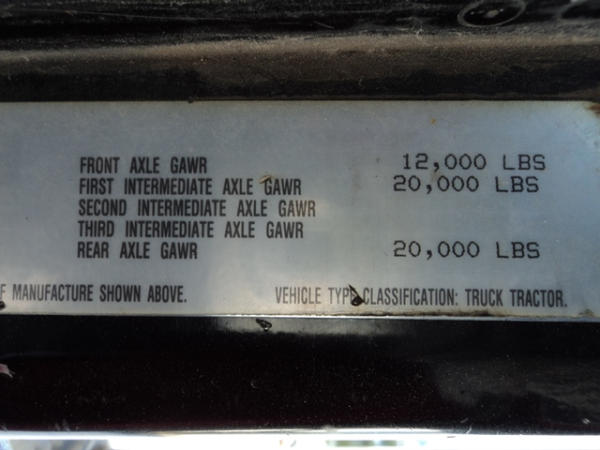 FRONT AXLE GAWR 12,000 LBS
FIRST INTERMEDIATE AXLE GAWR 20,000 LBS
SECOND INTERMEDIATE AXLE GAWR
THIRD INTERMEDIATE AXLE GAWR
REAR AXLE GAWR 20,000 LBS
F MANUFACTURE SHOWN ABOVE. VEHICLE TYPE CLASSIFICATION: TRUCK TRACTOR.